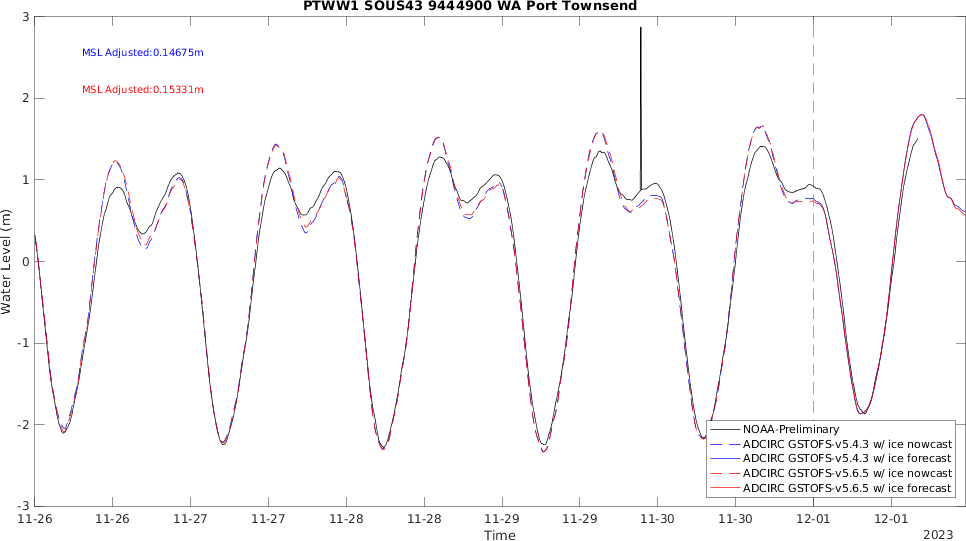 PTWW1 SOUS43 9444900 WA Port Townsend
MSL Adjusted:0.14675m
MSL Adjusted:0.15331m
Water Level (m)
3
2
1
0
-1
-2
-3
NOAA-Preliminary
ADCIRC GSTOFS-v5.4.3 w/ ice nowcast
ADCIRC GSTOFS-v5.4.3 w/ ice forecast
ADCIRC GSTOFS-v5.6.5 w/ ice nowcast
ADCIRC GSTOFS-v5.6.5 w/ ice forecast
11-26 11-26 11-27 11-27 11-28 11-28 11-29 11-29 11-30 11-30 12-01 12-01
Time
2023